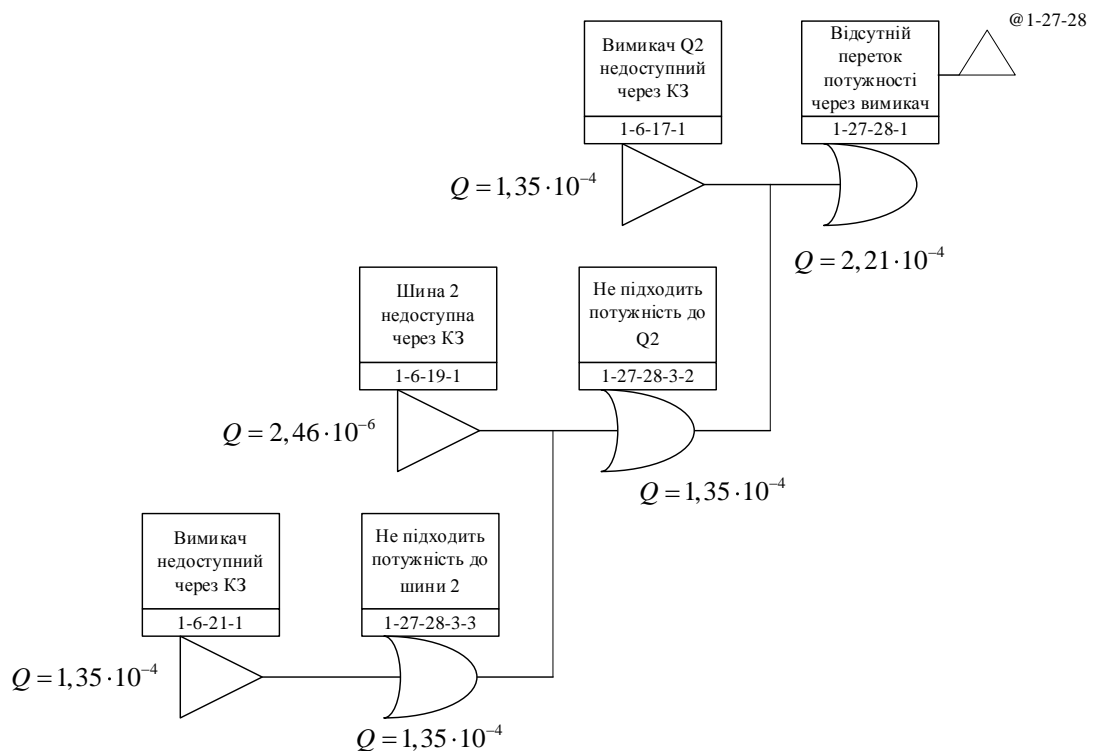 @1-27-28
Вимикач Q2
недоступний
через КЗ
1-6-17-1
Відсутній
переток
потужності
через вимикач
1-27-28-1
Q = 1,35·10⁻⁴
Q = 2,21·10⁻⁴
Шина 2
недоступна
через КЗ
1-6-19-1
Не підходить
потужність до
Q2
1-27-28-3-2
Q = 2,46·10⁻⁶
Q = 1,35·10⁻⁴
Вимикач
недоступний
через КЗ
1-6-21-1
Не підходить
потужність до
шини 2
1-27-28-3-3
Q = 1,35·10⁻⁴
Q = 1,35·10⁻⁴